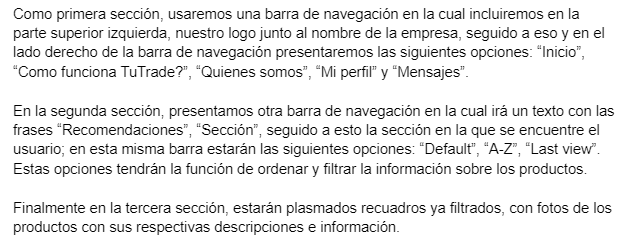 Como primera sección, usaremos una barra de navegación en la cual incluiremos en la
parte superior izquierda, nuestro logo junto al nombre de la empresa, seguido a eso y en el
lado derecho de la barra de navegación presentaremos las siguientes opciones: “Inicio”,
“Como funciona TuTrade?”, “Quienes somos”, “Mi perfil” y “Mensajes”.
En la segunda sección, presentamos otra barra de navegación en la cual irá un texto con las
frases “Recomendaciones”, “Sección”, seguido a esto la sección en la que se encuentre el
usuario; en esta misma barra estarán las siguientes opciones: “Default”, “A-Z”, “Last view”.
Estas opciones tendrán la función de ordenar y filtrar la información sobre los productos.
Finalmente en la tercera sección, estarán plasmados recuadros ya filtrados, con fotos de los
productos con sus respectivas descripciones e información.